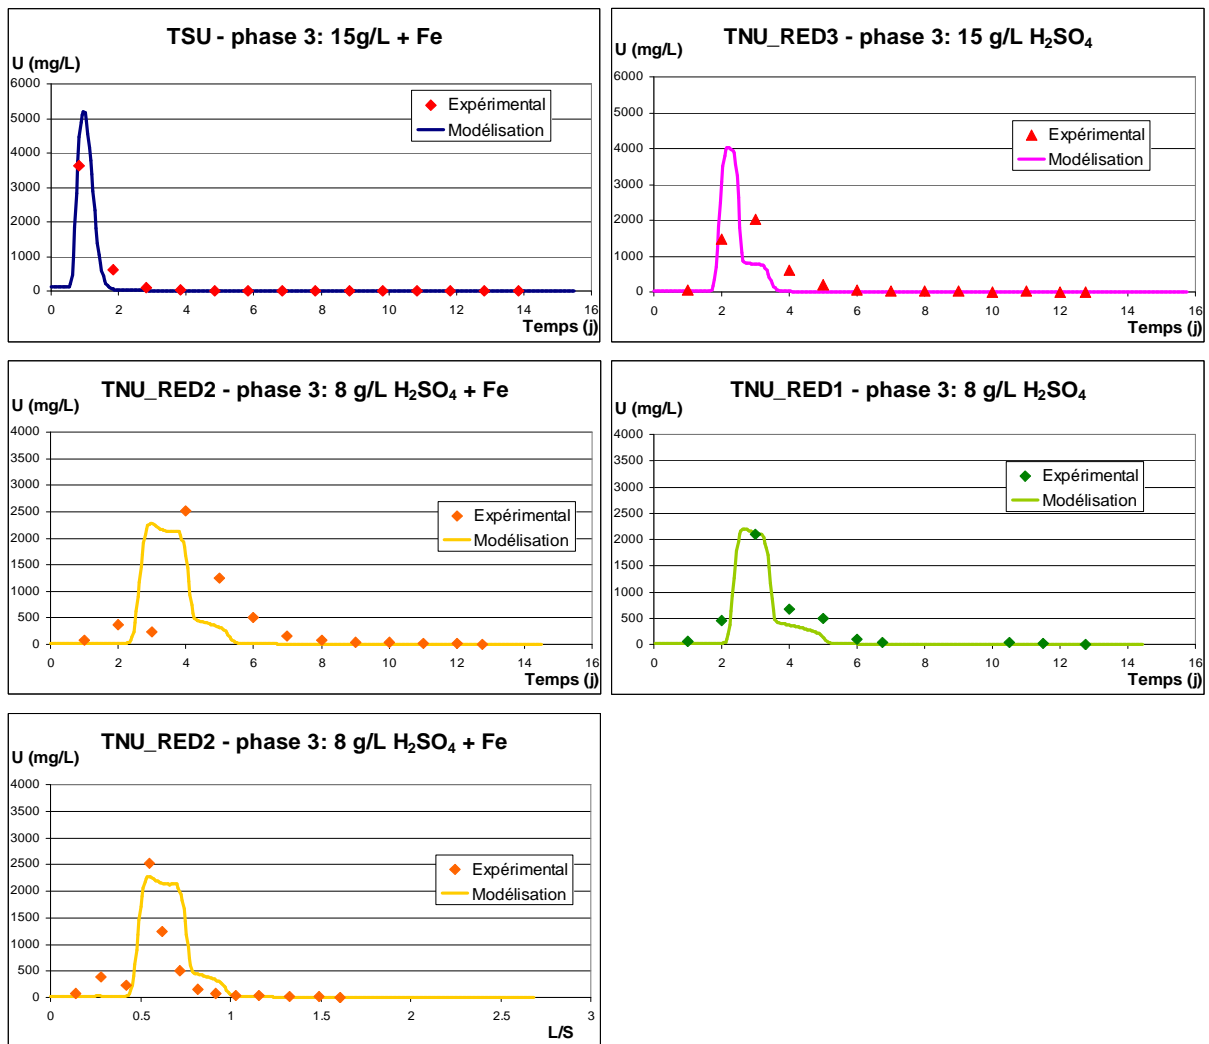 TSU - phase 3: 15g/L + Fe
U (mg/L)
6000
5000
4000
3000
2000
1000
0
Expérimental
Modélisation
0 2 4 6 8 10 12 14 16
Temps (j)
TNU_RED3 - phase 3: 15 g/L H₂SO₄
U (mg/L)
6000
5000
4000
3000
2000
1000
0
Expérimental
Modélisation
0 2 4 6 8 10 12 14 16
Temps (j)
TNU_RED2 - phase 3: 8 g/L H₂SO₄ + Fe
U (mg/L)
4000
3500
3000
2500
2000
1500
1000
500
0
Expérimental
Modélisation
0 2 4 6 8 10 12 14 16
Temps (j)
TNU_RED1 - phase 3: 8 g/L H₂SO₄
U (mg/L)
4000
3500
3000
2500
2000
1500
1000
500
0
Expérimental
Modélisation
0 2 4 6 8 10 12 14 16
Temps (j)
TNU_RED2 - phase 3: 8 g/L H₂SO₄ + Fe
U (mg/L)
4000
3500
3000
2500
2000
1500
1000
500
0
Expérimental
Modélisation
0 0.5 1 1.5 2 2.5 3
L/S